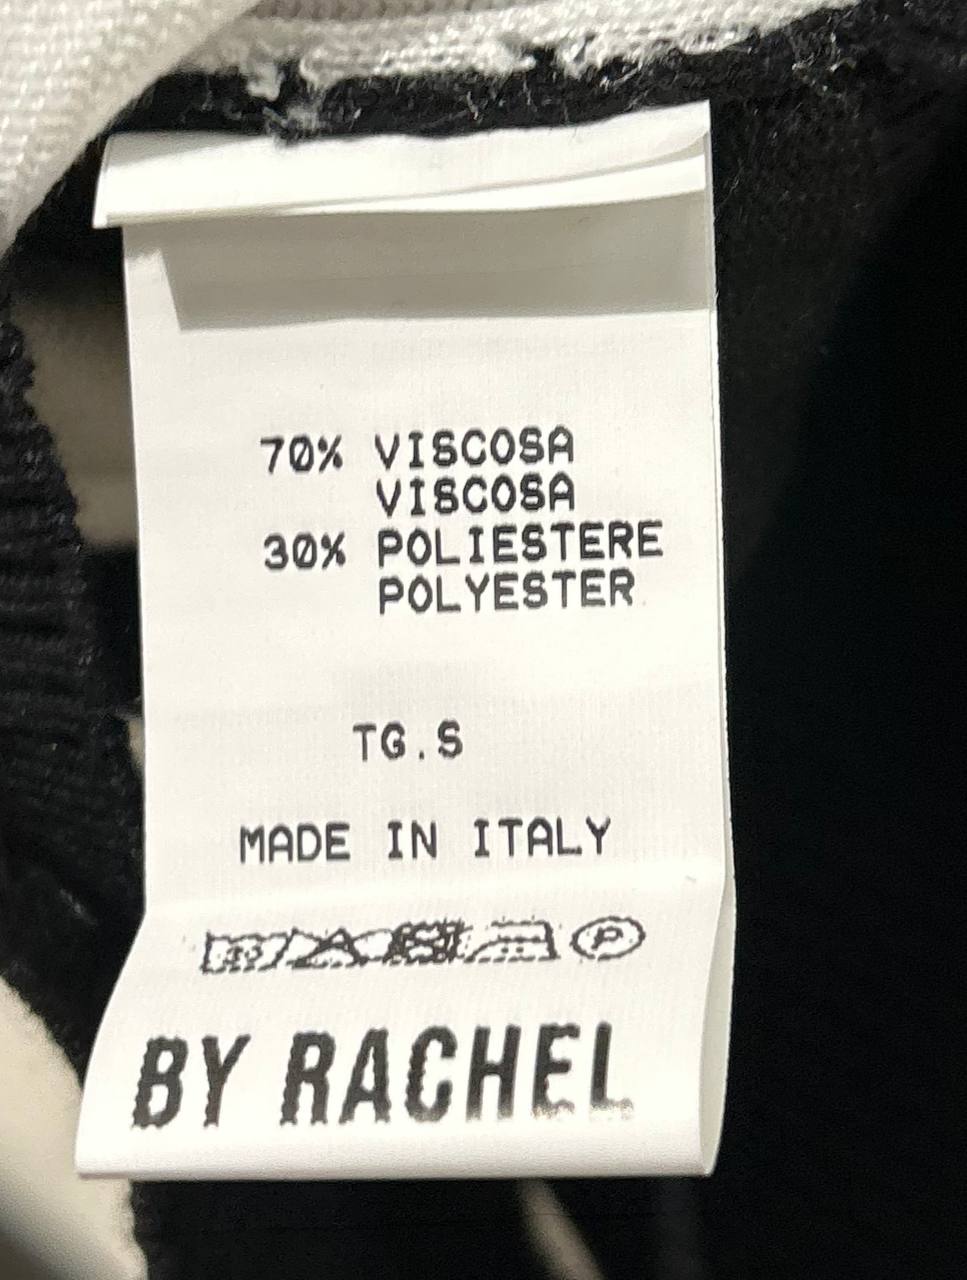 70% VISCOSA
VISCOSA
30% POLIESTERE
POLYESTER
TG.S
MADE IN ITALY
P
BY RACHEL